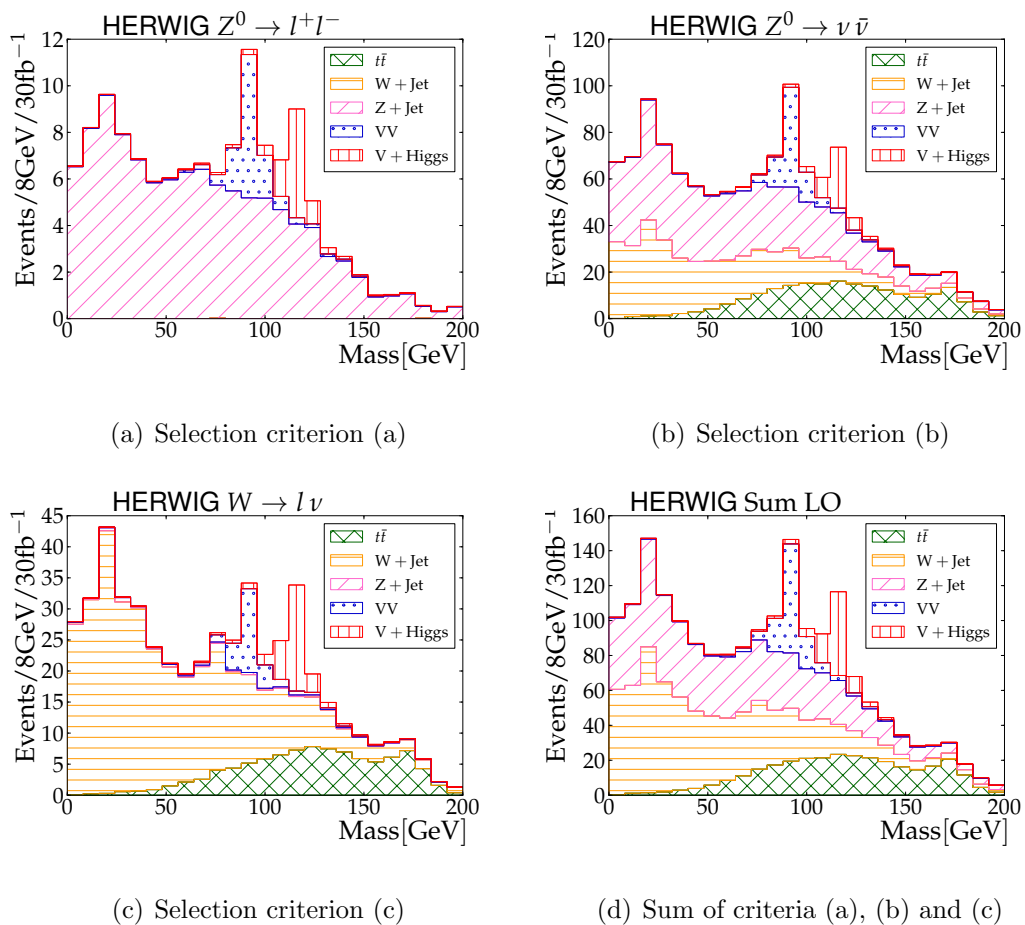 HERWIG Z⁰ → l⁺l⁻
Events/8GeV/30fb⁻¹
12
10
8
6
4
2
0
0 50 100 150 200
Mass[GeV]
tt̄
W+Jet
Z+Jet
VV
V+Higgs
(a) Selection criterion (a)
HERWIG Z⁰ → ν ν̄
Events/8GeV/30fb⁻¹
120
100
80
60
40
20
0
0 50 100 150 200
Mass[GeV]
tt̄
W+Jet
Z+Jet
VV
V+Higgs
(b) Selection criterion (b)
HERWIG W → l ν
Events/8GeV/30fb⁻¹
45
40
35
30
25
20
15
10
5
0
0 50 100 150 200
Mass[GeV]
tt̄
W+Jet
Z+Jet
VV
V+Higgs
(c) Selection criterion (c)
HERWIG Sum LO
Events/8GeV/30fb⁻¹
160
140
120
100
80
60
40
20
0
0 50 100 150 200
Mass[GeV]
tt̄
W+Jet
Z+Jet
VV
V+Higgs
(d) Sum of criteria (a), (b) and (c)